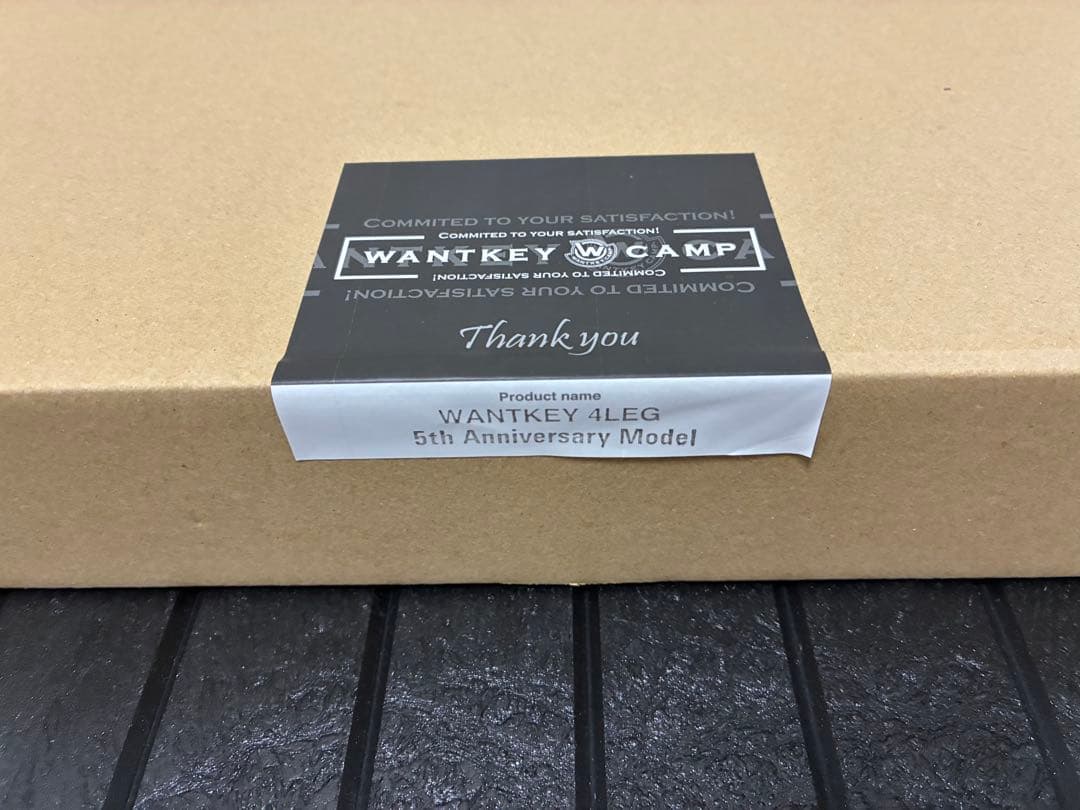 COMMITED TO YOUR SATISFACTION!
COMMITED TO YOUR SATISFACTION!
WANTKEY W CAMP
COMMITED TO YOUR SATISFACTION!
COMMITED TO YOUR SATISFACTION!
Thank you
Product name
WANTKEY 4LEG
5th Anniversary Model